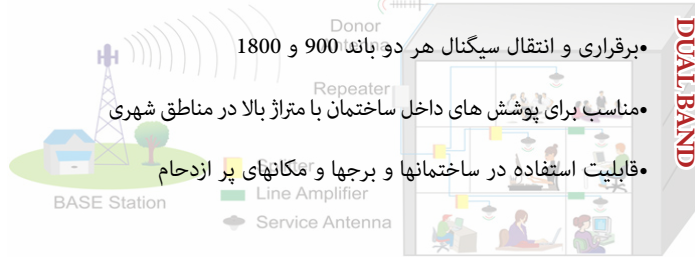 DUAL BAND
•برقراری و انتقال سیگنال هر دو باند 900 و 1800
•مناسب برای پوشش های داخل ساختمان با متراژ بالا در مناطق شهری
•قابلیت استفاده در ساختمانها و برجها و مکانهای پر ازدحام
Donor
Antenna
Repeater
BASE Station
Splitter
Line Amplifier
Service Antenna